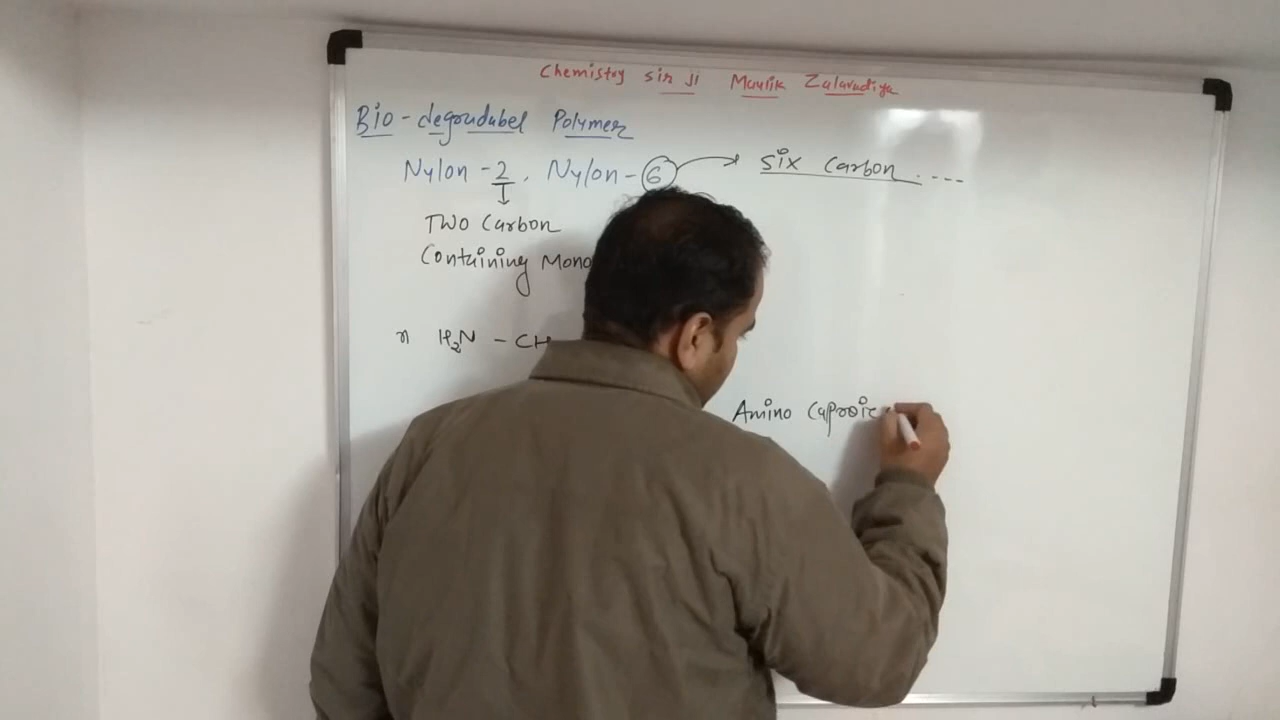 Chemistry sir Ji Maulik Zalavadiya
Bio-degradabel Polymer
Nylon-2, Nylon-6 → six Carbon....
Two Carbon
Containing Mono
n H₂N - CH
Amino Caproic